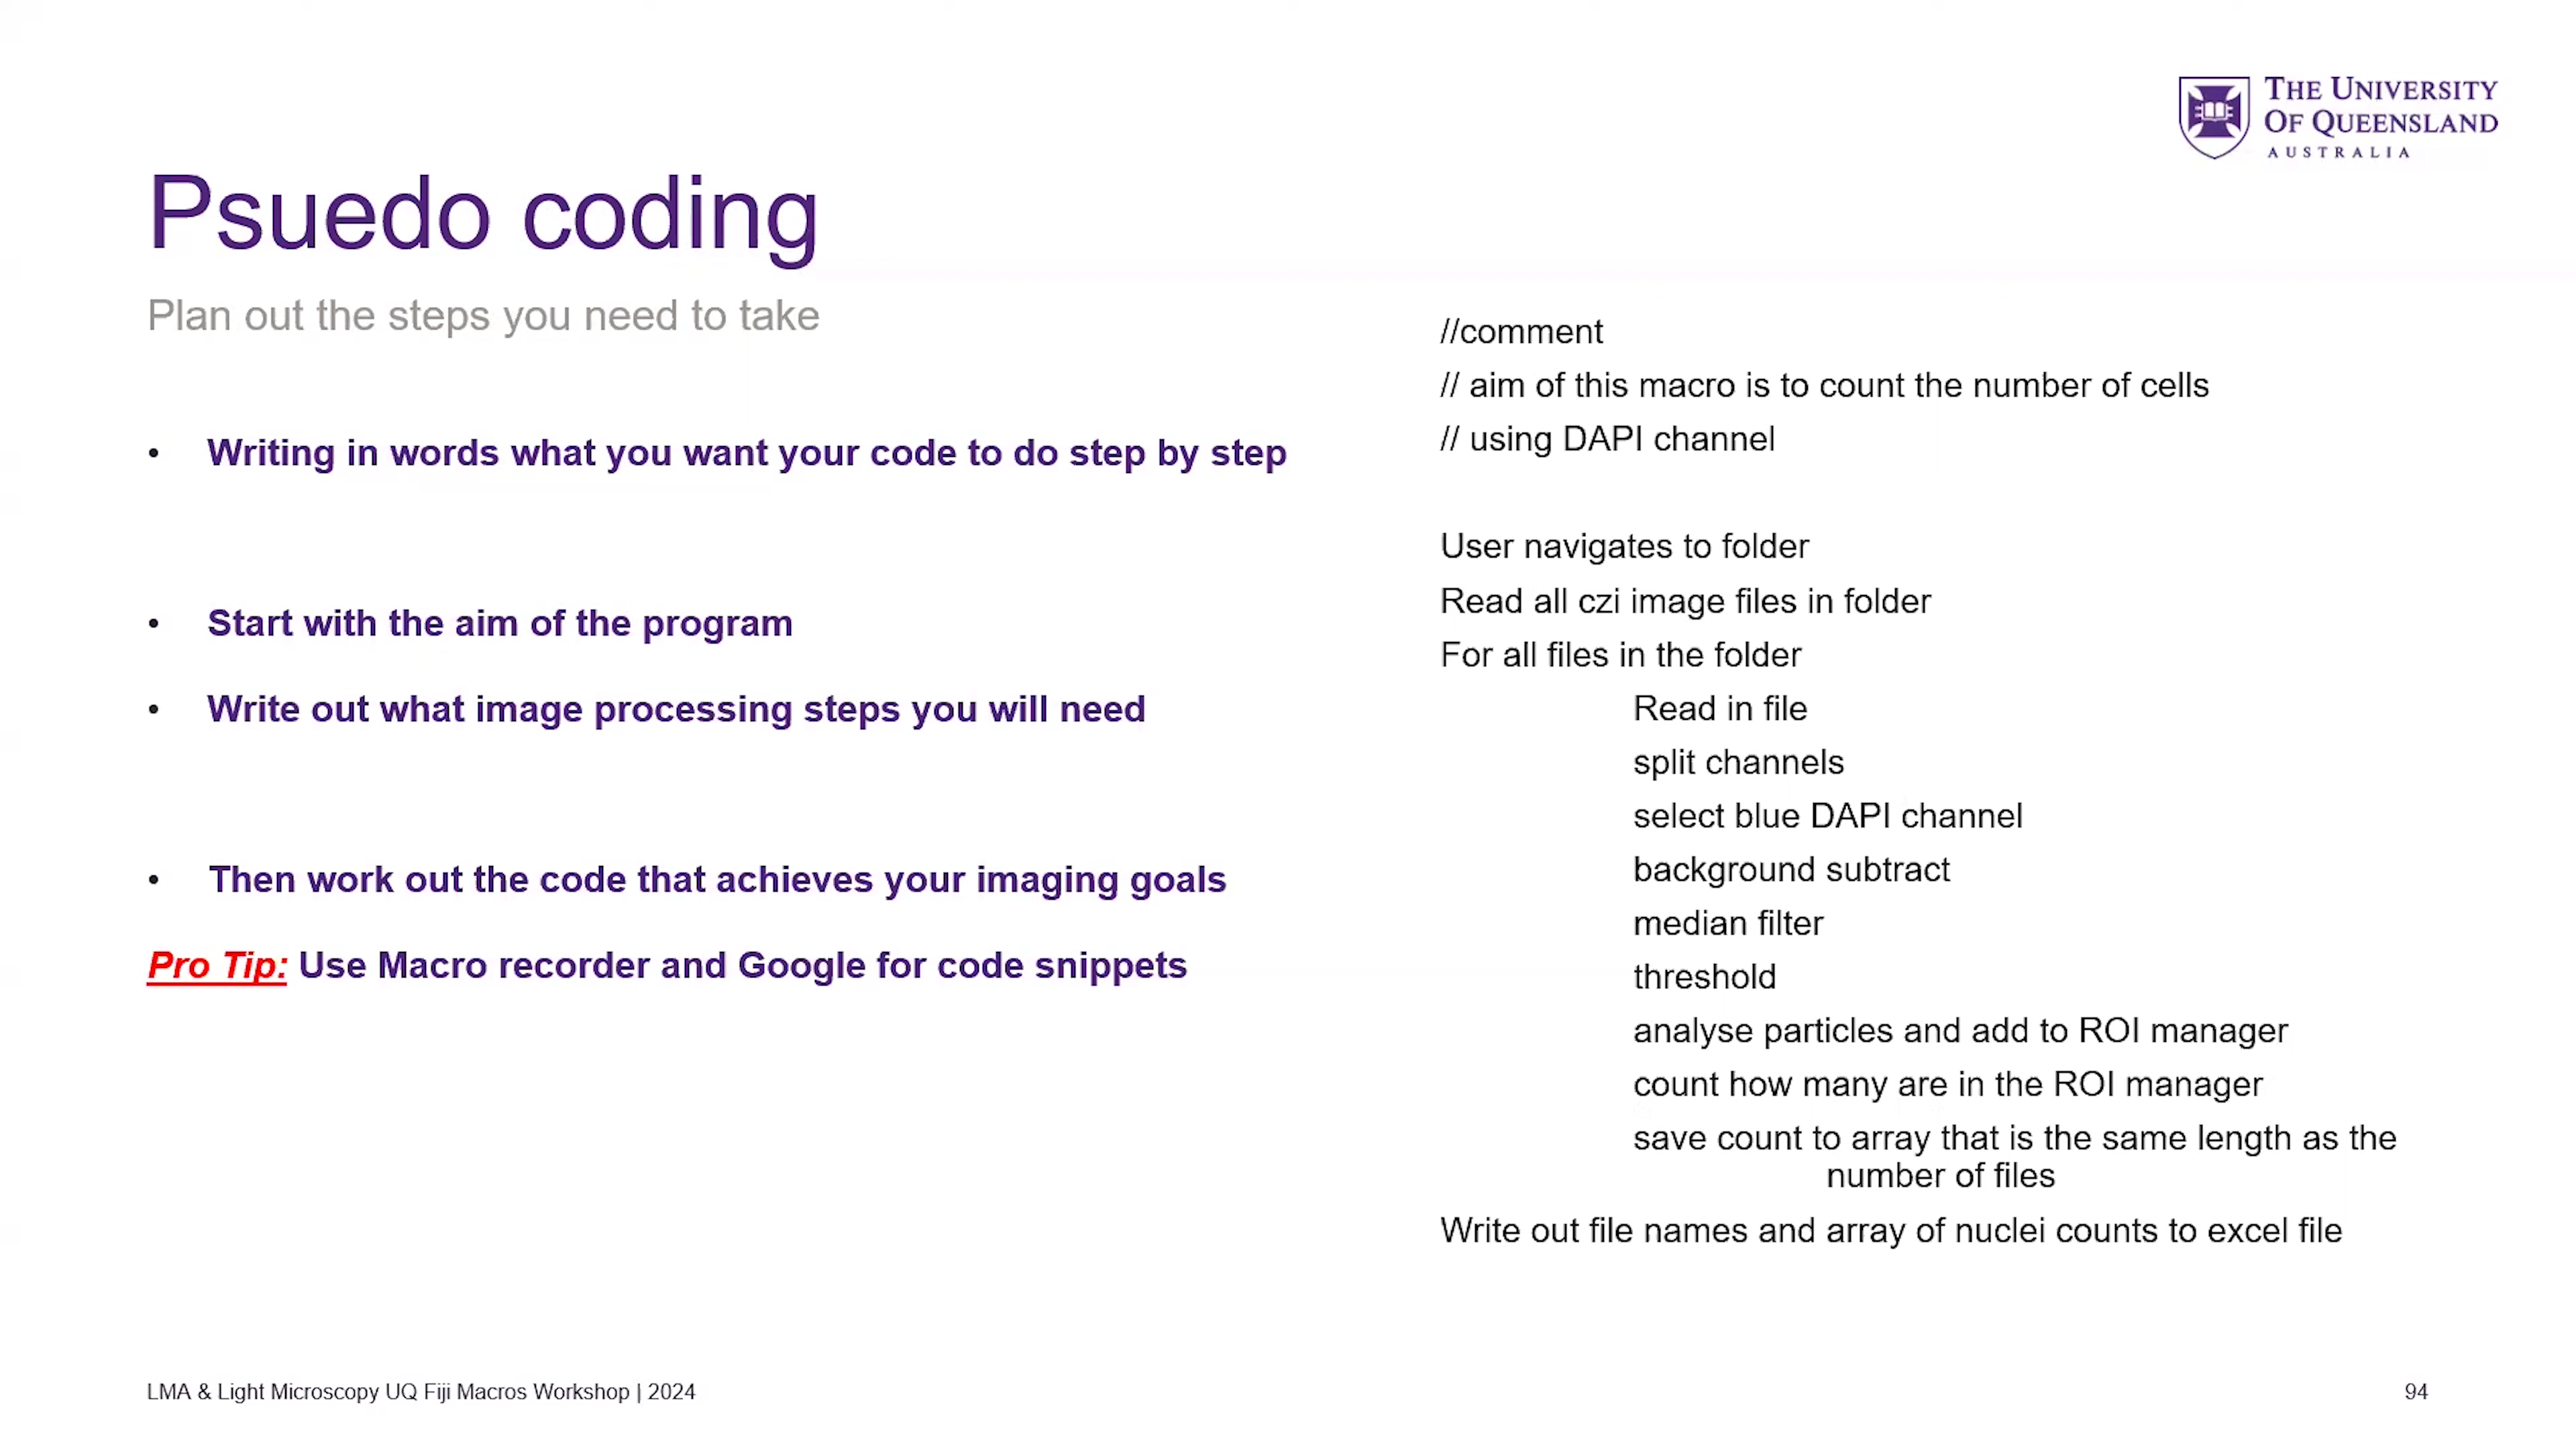 THE UNIVERSITY
OF QUEENSLAND
AUSTRALIA
Psuedo coding
Plan out the steps you need to take
• Writing in words what you want your code to do step by step
• Start with the aim of the program
• Write out what image processing steps you will need
• Then work out the code that achieves your imaging goals
Pro Tip: Use Macro recorder and Google for code snippets
//comment
// aim of this macro is to count the number of cells
// using DAPI channel
User navigates to folder
Read all czi image files in folder
For all files in the folder
Read in file
split channels
select blue DAPI channel
background subtract
median filter
threshold
analyse particles and add to ROI manager
count how many are in the ROI manager
save count to array that is the same length as the
number of files
Write out file names and array of nuclei counts to excel file
LMA & Light Microscopy UQ Fiji Macros Workshop | 2024
94